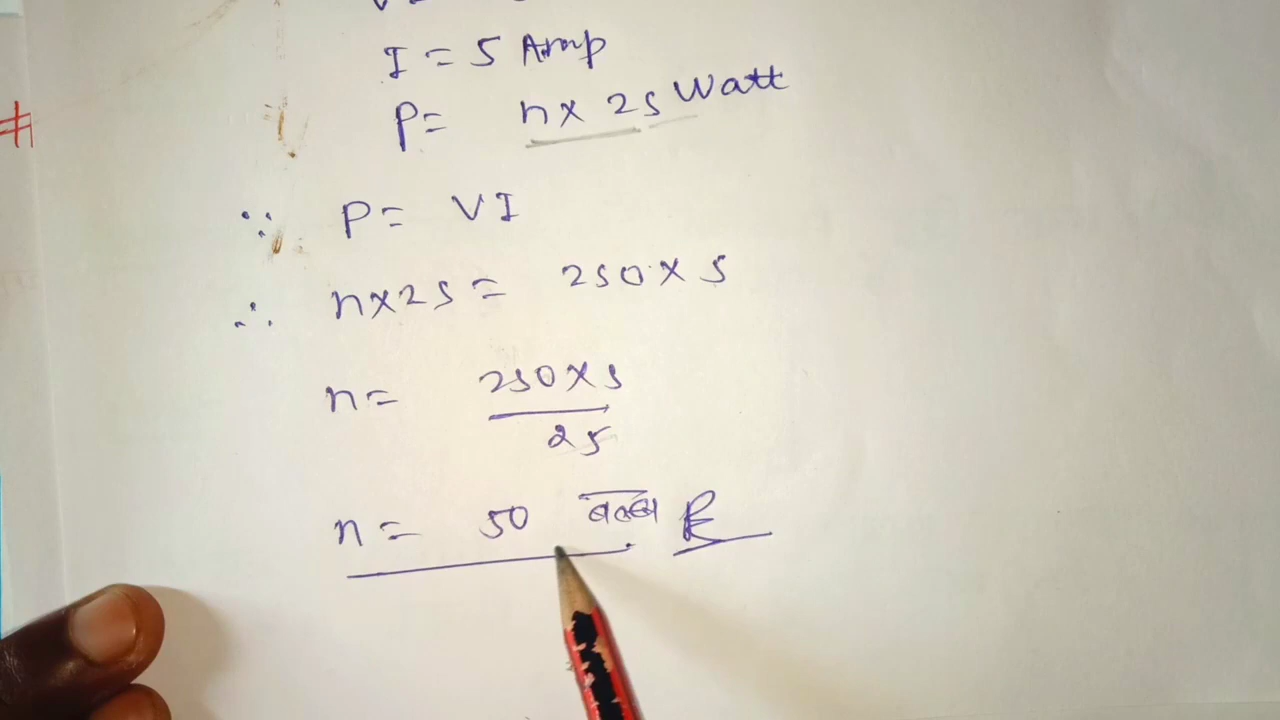 I = 5 Amp
P = n x 25 Watt
∵ P = VI
∴ n x 25 = 250 x 5
n = 250 x 5
25
n = 50 बल्ब